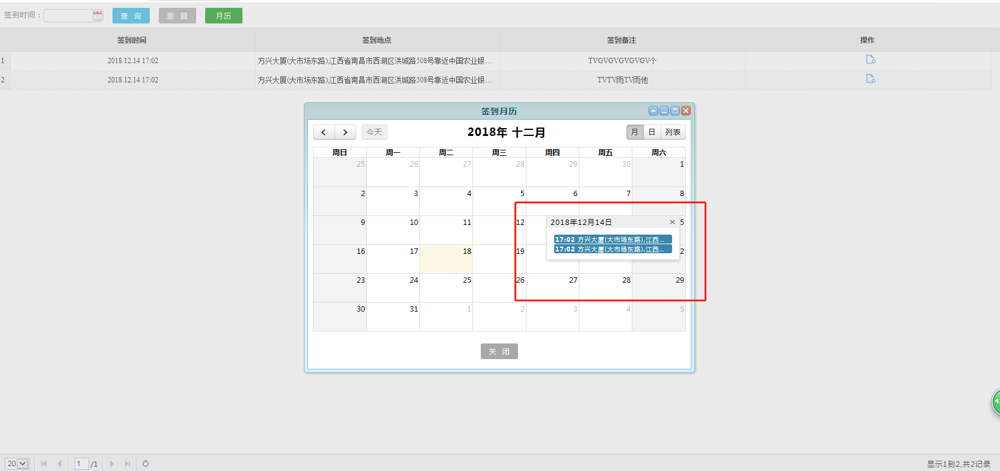 签到时间：
查 询 重 置 月历
签到时间 签到地点 签到备注 操作
1 2018.12.14 17:02 方兴大厦(大市场东路),江西省南昌市西湖区洪城路508号靠近中国农业银... TVGVGVGVGVGV个
2 2018.12.14 17:02 方兴大厦(大市场东路),江西省南昌市西湖区洪城路508号靠近中国农业银... TVTV雨TV雨他
签到月历
今天 2018年 十二月 月 日 列表
周日 周一 周二 周三 周四 周五 周六
25 26 27 28 29 30 1
2 3 4 5 6 7 8
9 10 11 12 5
2018年12月14日 ×
17:02 方兴大厦(大市场东路),江西...
17:02 方兴大厦(大市场东路),江西...
16 17 18 19 2
23 24 25 26 27 28 29
30 31 1 2 3 4 5
关 闭
20 1 /1 显示1到2,共2记录